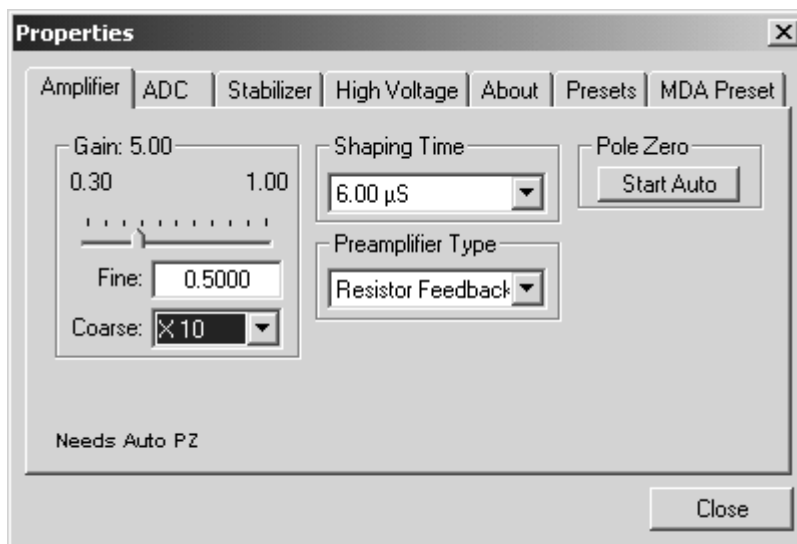 Properties
Amplifier ADC Stabilizer High Voltage About Presets MDA Preset
Gain: 5.00
0.30 1.00
Fine: 0.5000
Coarse: X 10
Shaping Time
6.00 µS
Preamplifier Type
Resistor Feedback
Pole Zero
Start Auto
Needs Auto PZ
Close